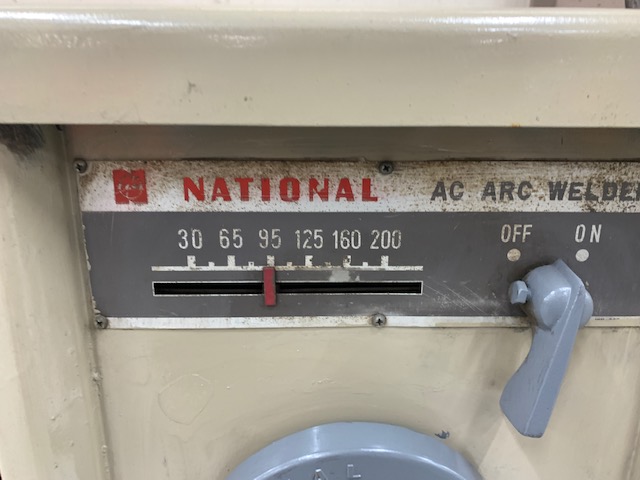 NATIONAL AC ARC WELDE
30 65 95 125 160 200
OFF ON